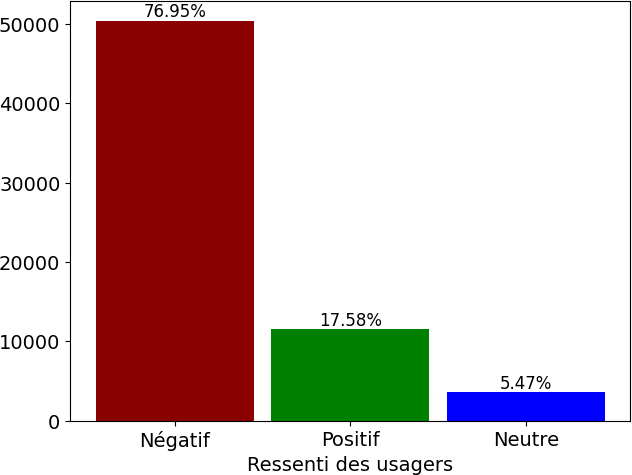 50000
40000
30000
20000
10000
0
76.95%
17.58%
5.47%
Négatif
Positif
Neutre
Ressenti des usagers